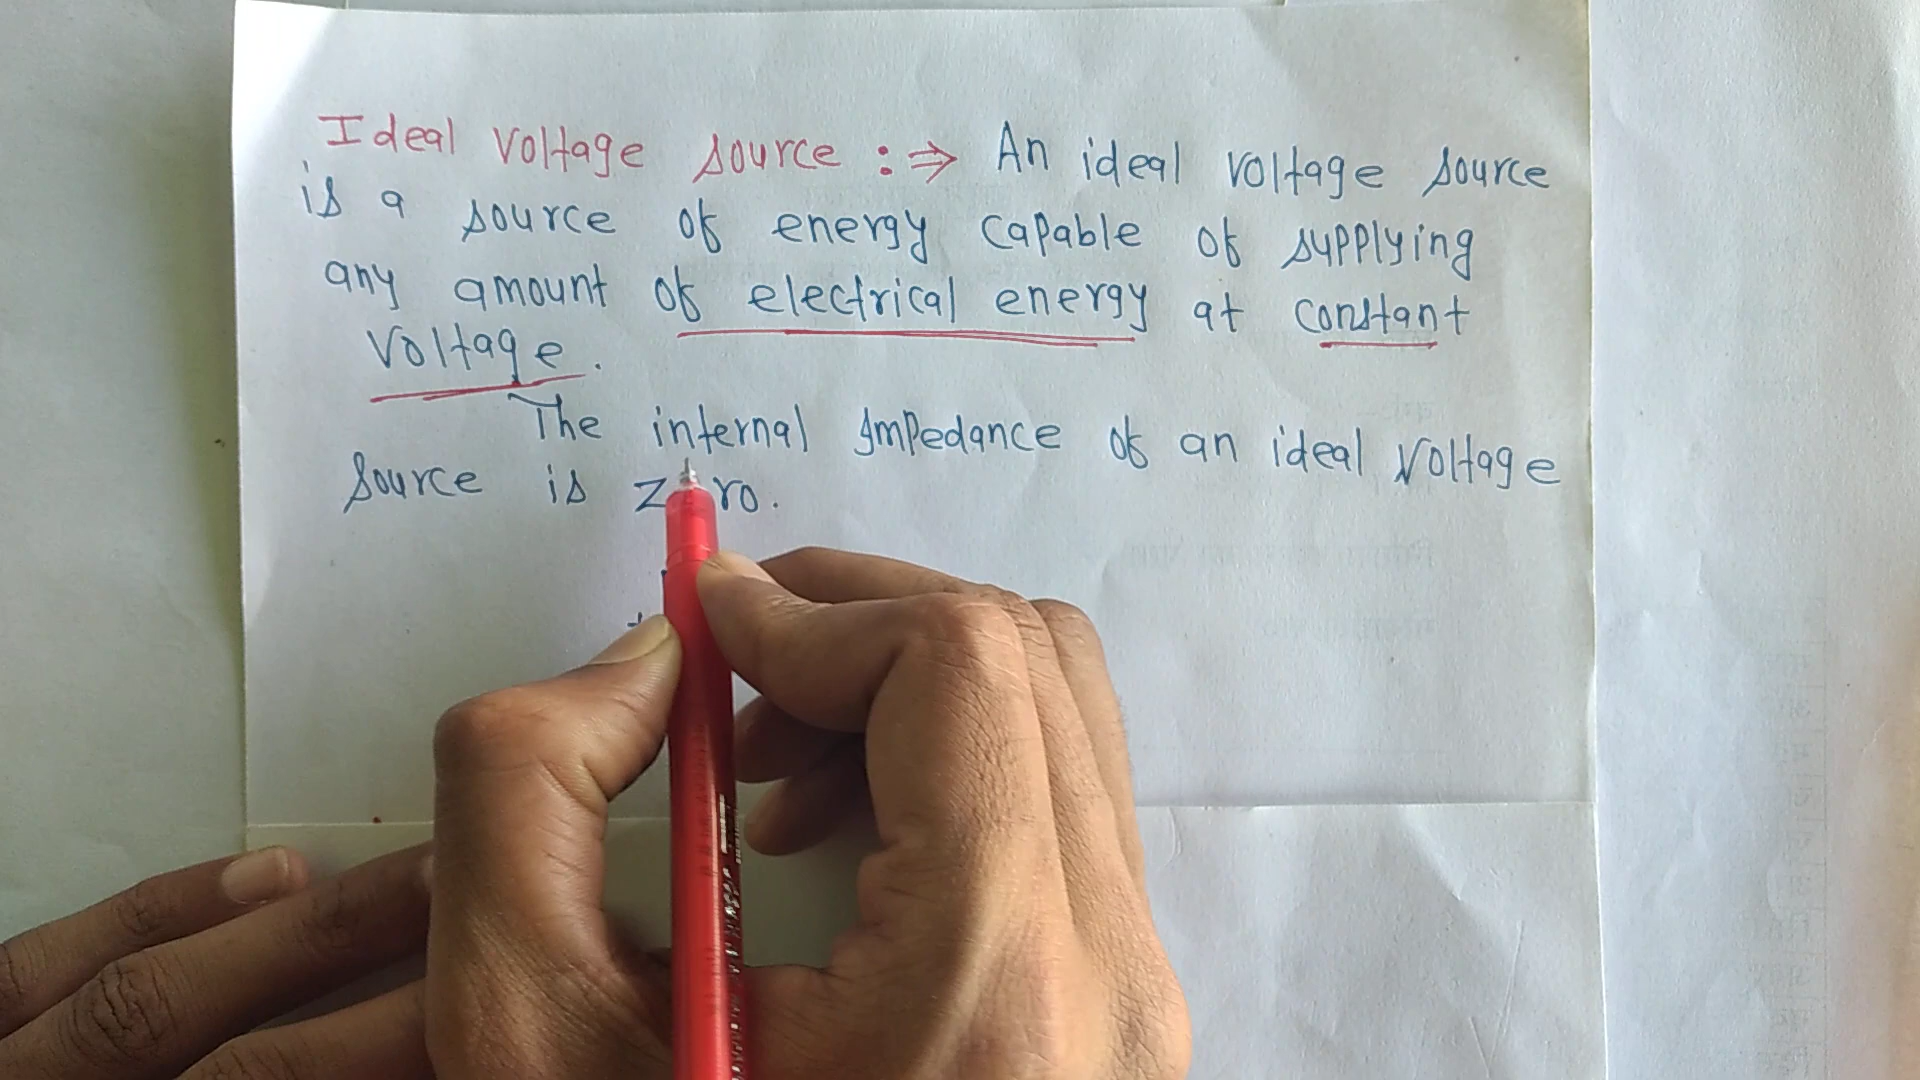 Ideal voltage source :⇒ An ideal voltage source
is a source of energy capable of supplying
any amount of electrical energy at constant
voltage.
The internal Impedance of an ideal voltage
source is zero.